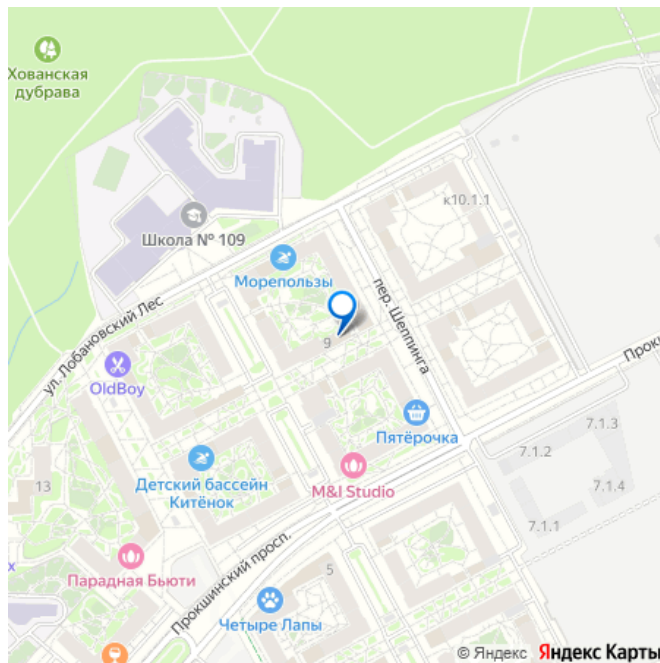 Хованская
дубрава
к10.1.1
Школа № 109
Морепользы
пер. Шеппинга
ул. Лобановский Лес
9
Прокш
OldBoy
Пятёрочка
7.1.3
7.1.2
Детский бассейн
Китёнок
M&I Studio
7.1.4
13
7.1.1
х
Парадная Бьюти
Прокшинский просп.
5
Четыре Лапы
© Яндекс Яндекс Карты